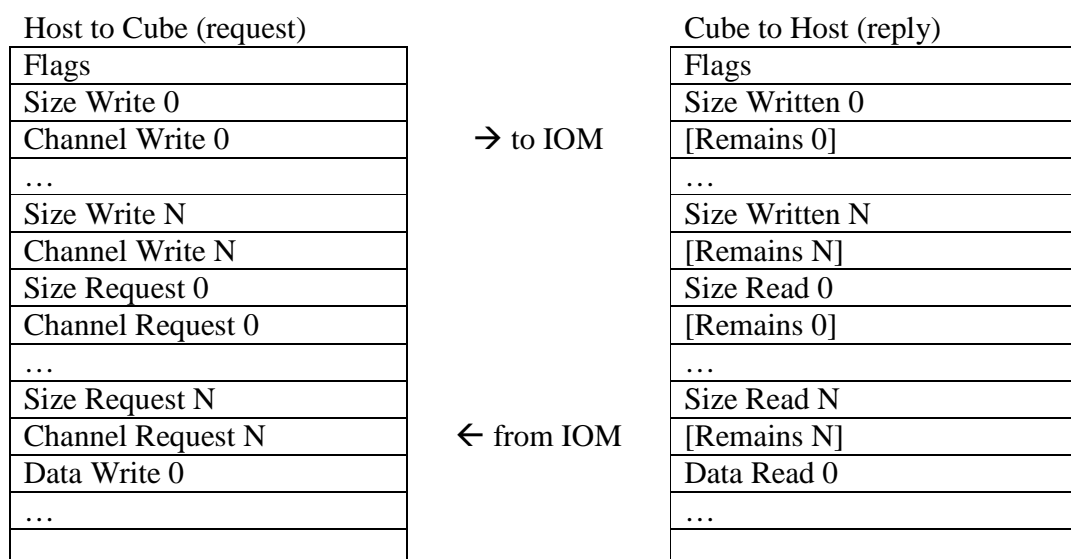 Host to Cube (request)
Flags
Size Write 0
Channel Write 0
…
Size Write N
Channel Write N
Size Request 0
Channel Request 0
…
Size Request N
Channel Request N
Data Write 0
…
→ to IOM
← from IOM
Cube to Host (reply)
Flags
Size Written 0
[Remains 0]
…
Size Written N
[Remains N]
Size Read 0
[Remains 0]
…
Size Read N
[Remains N]
Data Read 0
…